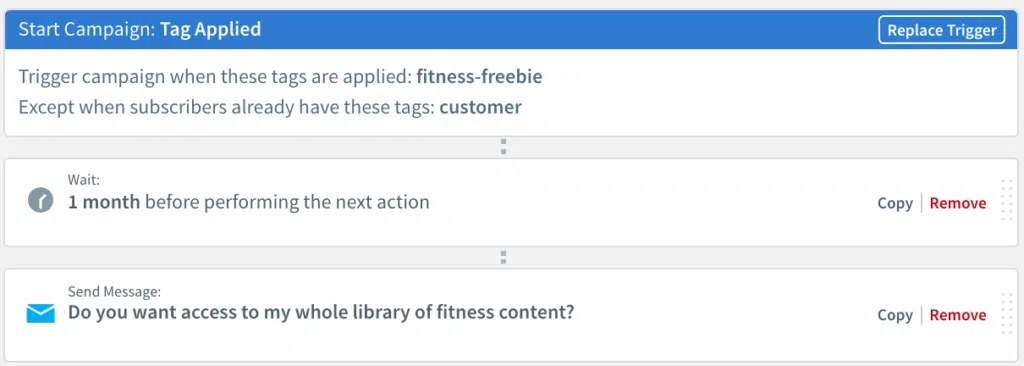 Start Campaign: Tag Applied
Replace Trigger
Trigger campaign when these tags are applied: fitness-freebie
Except when subscribers already have these tags: customer
Wait:
1 month before performing the next action
Copy | Remove
Send Message:
Do you want access to my whole library of fitness content?
Copy | Remove